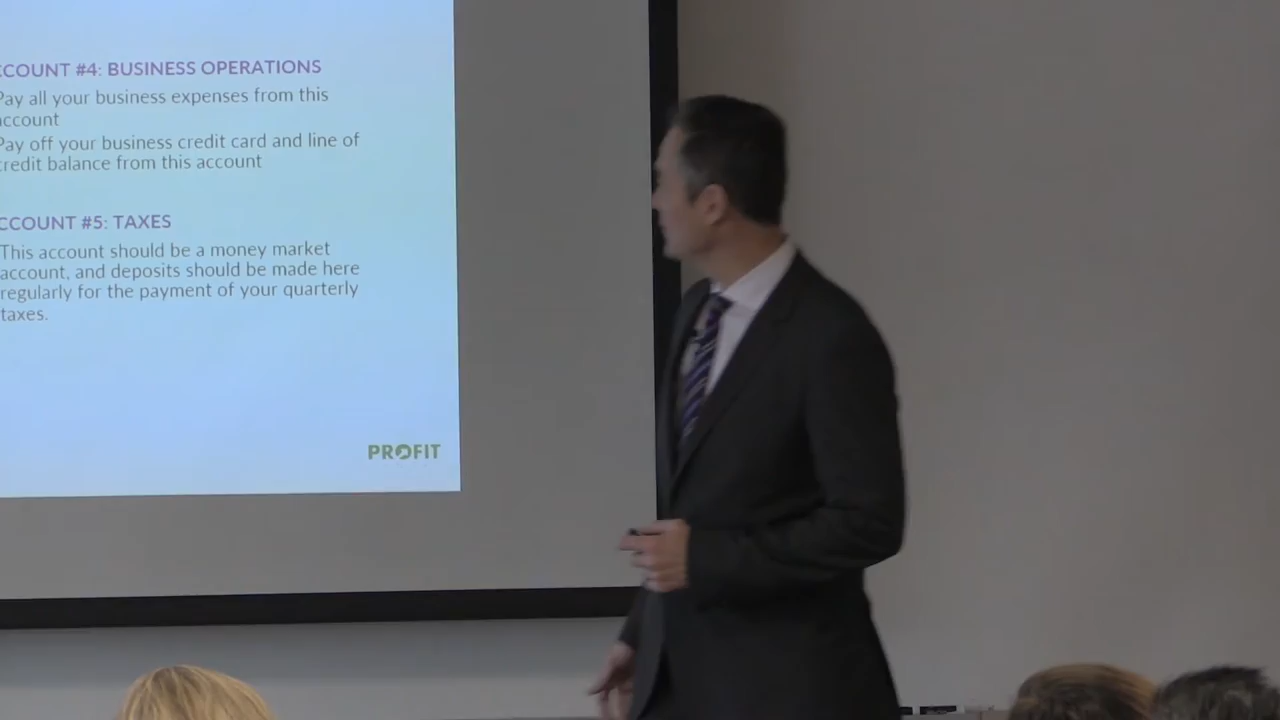 CCOUNT #4: BUSINESS OPERATIONS
Pay all your business expenses from this
account
Pay off your business credit card and line of
credit balance from this account
CCOUNT #5: TAXES
This account should be a money market
account, and deposits should be made here
regularly for the payment of your quarterly
taxes.
PROFIT